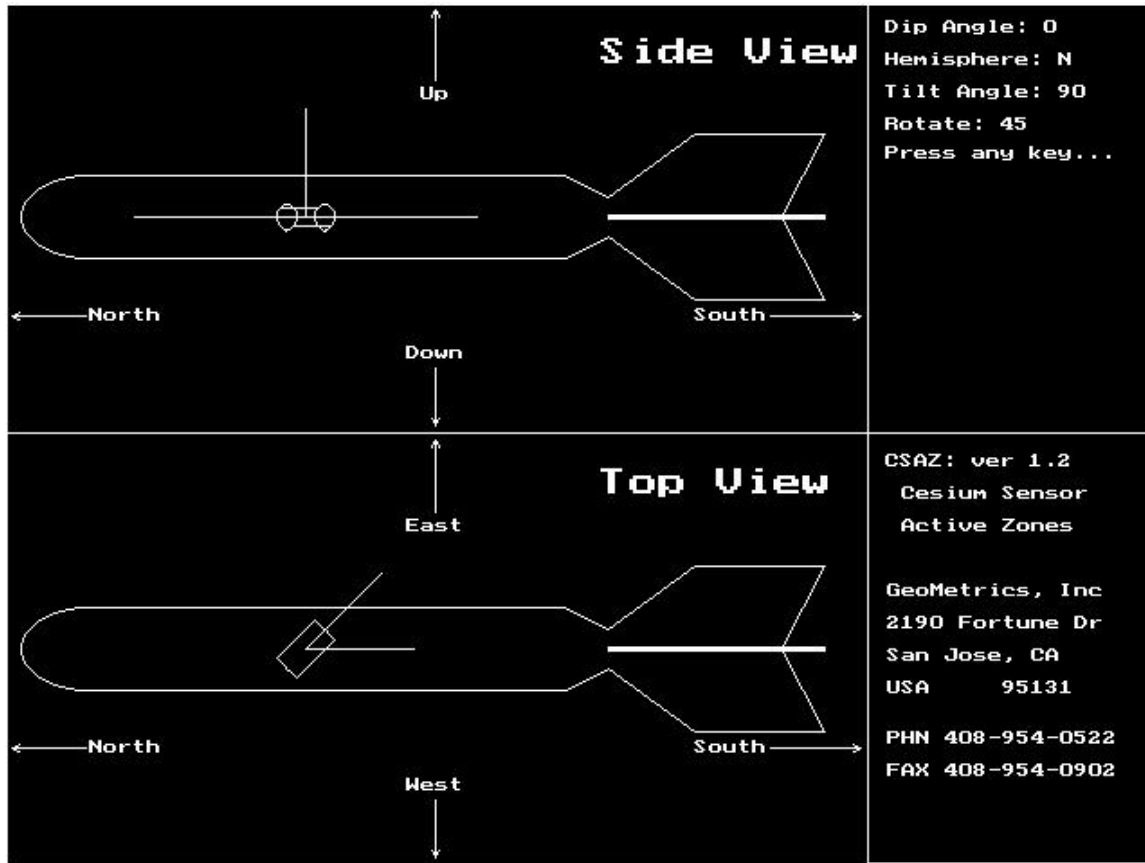 Side View
Up
North
South
Down
Dip Angle: 0
Hemisphere: N
Tilt Angle: 90
Rotate: 45
Press any key...
Top View
East
North
South
West
CSAZ: ver 1.2
Cesium Sensor
Active Zones
GeoMetrics, Inc
2190 Fortune Dr
San Jose, CA
USA 95131
PHN 408-954-0522
FAX 408-954-0902